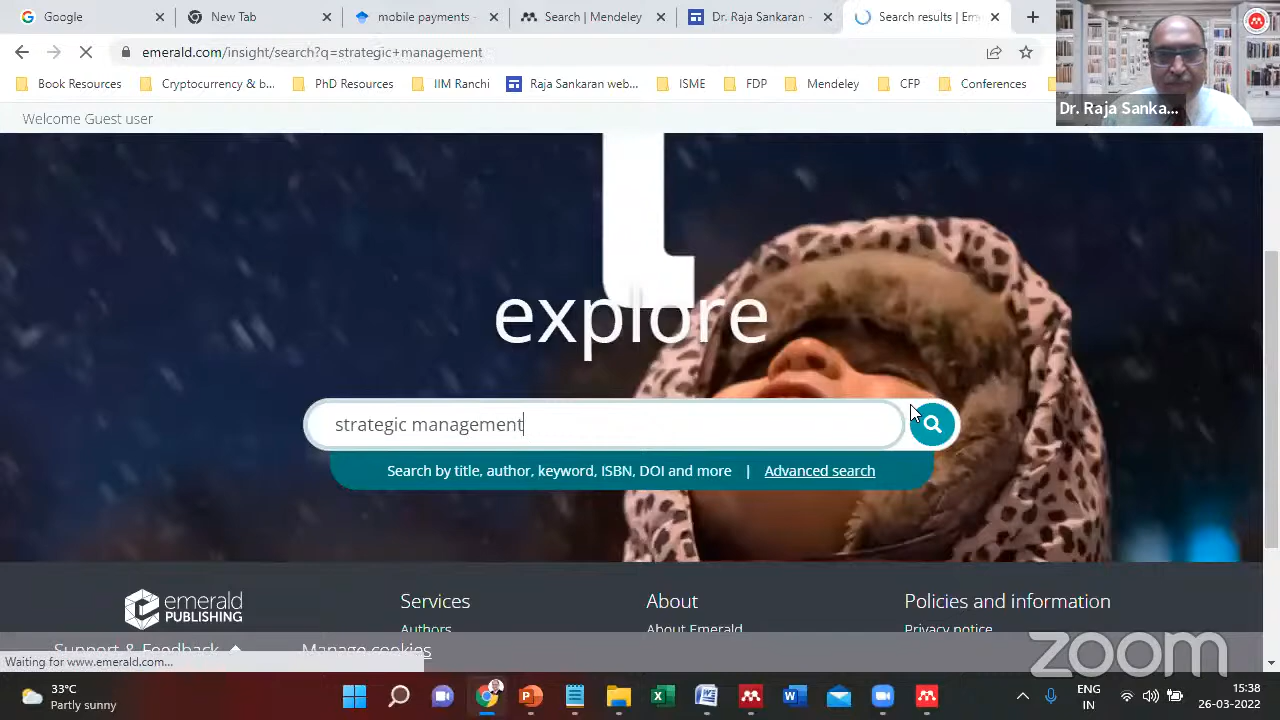 Google
New Tab
mobile payments -
Search | Mendeley
Dr. Raja Sankaran -
Search results | Em
emerald.com/insight/search?q=strategic+management
Book Resources
Cryptocurrency & b...
PhD Resources
IIM Ranchi
Raja Sankaran web...
ISME
FDP
Mendeley
CFP
Conferences
Dr. Raja Sanka...
Welcome Guest user
explore
strategic management
Search by title, author, keyword, ISBN, DOI and more | Advanced search
emerald
PUBLISHING
Services
About
Policies and information
Authors
About Emerald
Privacy notice
Support & Feedback
Manage cookies
Waiting for www.emerald.com...
zoom
33°C
Partly sunny
ENG
IN
15:38
26-03-2022